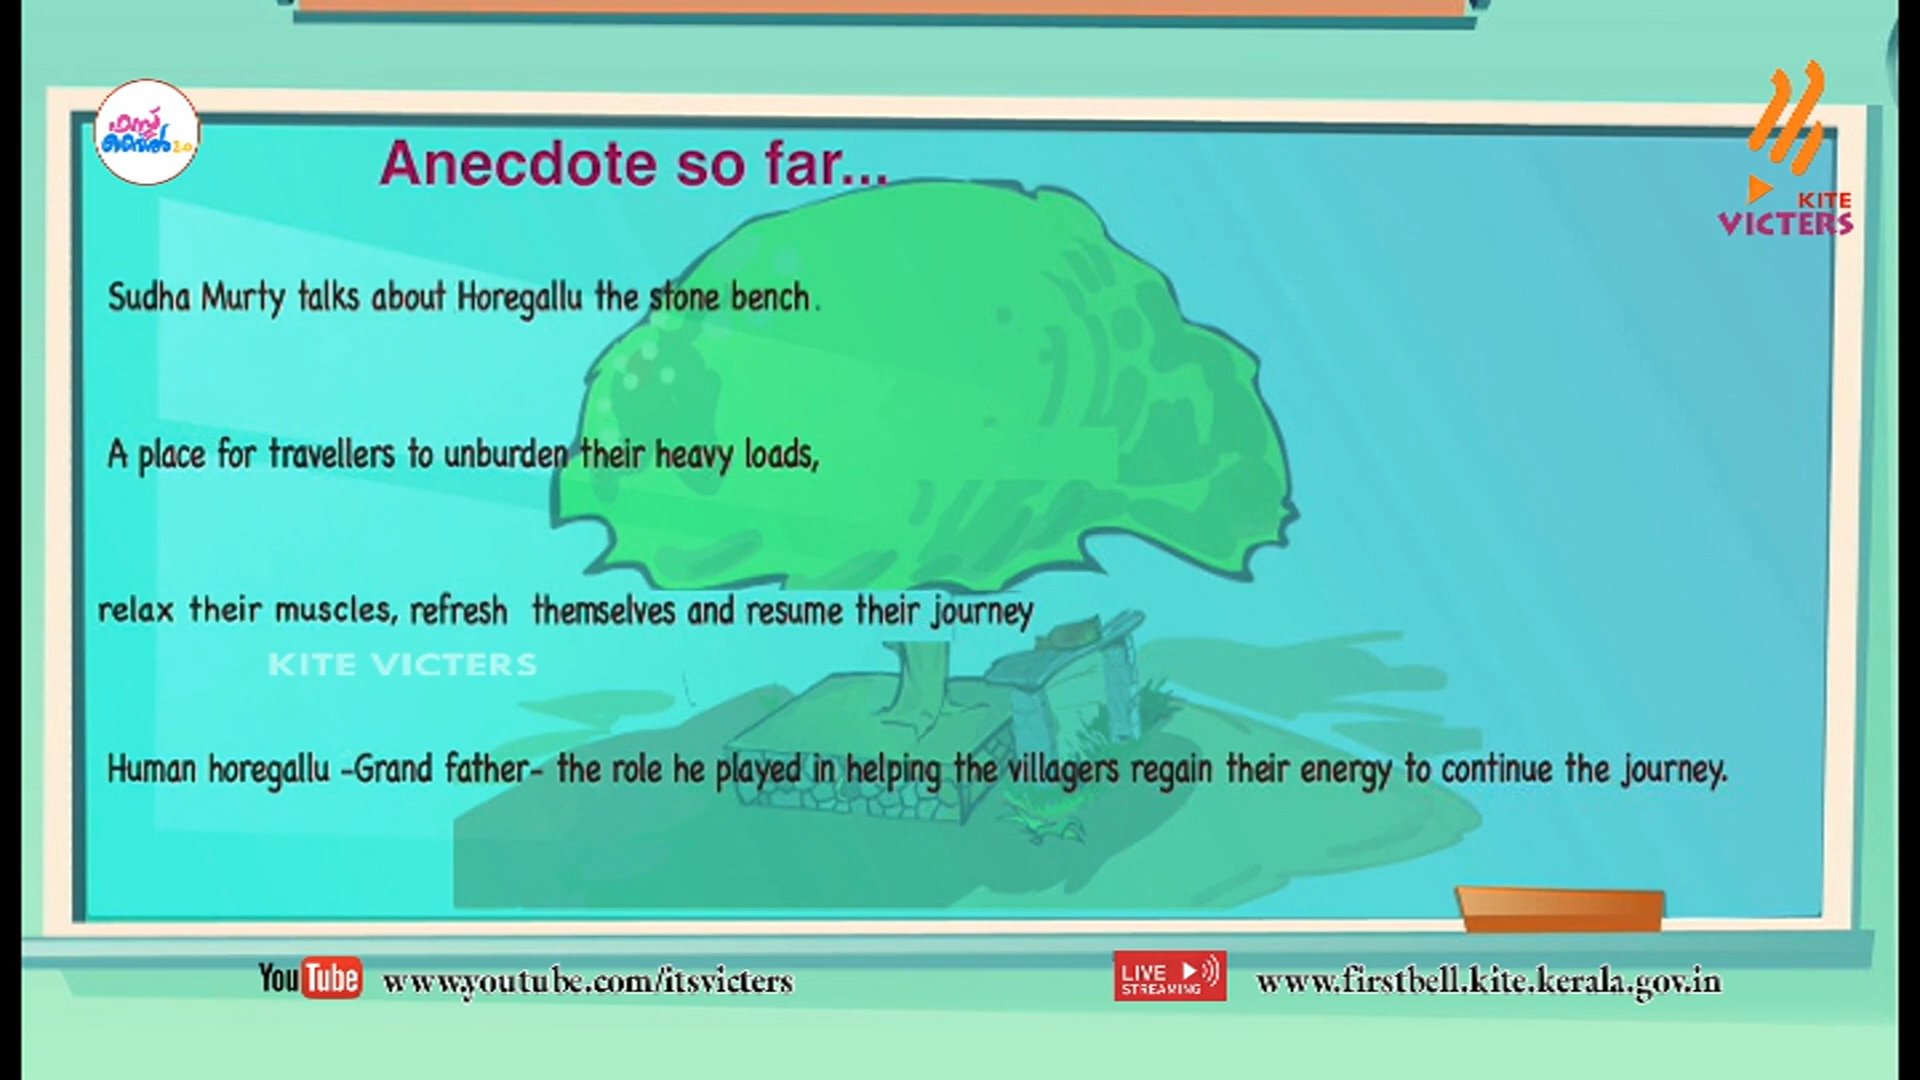 ഫസ്റ്റ്
ബെൽ 2.0
Anecdote so far...
KITE
VICTERS
Sudha Murty talks about Horegallu the stone bench.
A place for travellers to unburden their heavy loads,
relax their muscles, refresh themselves and resume their journey
KITE VICTERS
Human horegallu -Grand father- the role he played in helping the villagers regain their energy to continue the journey.
YouTube www.youtube.com/itsvicters
LIVE
STREAMING
www.firstbell.kite.kerala.gov.in